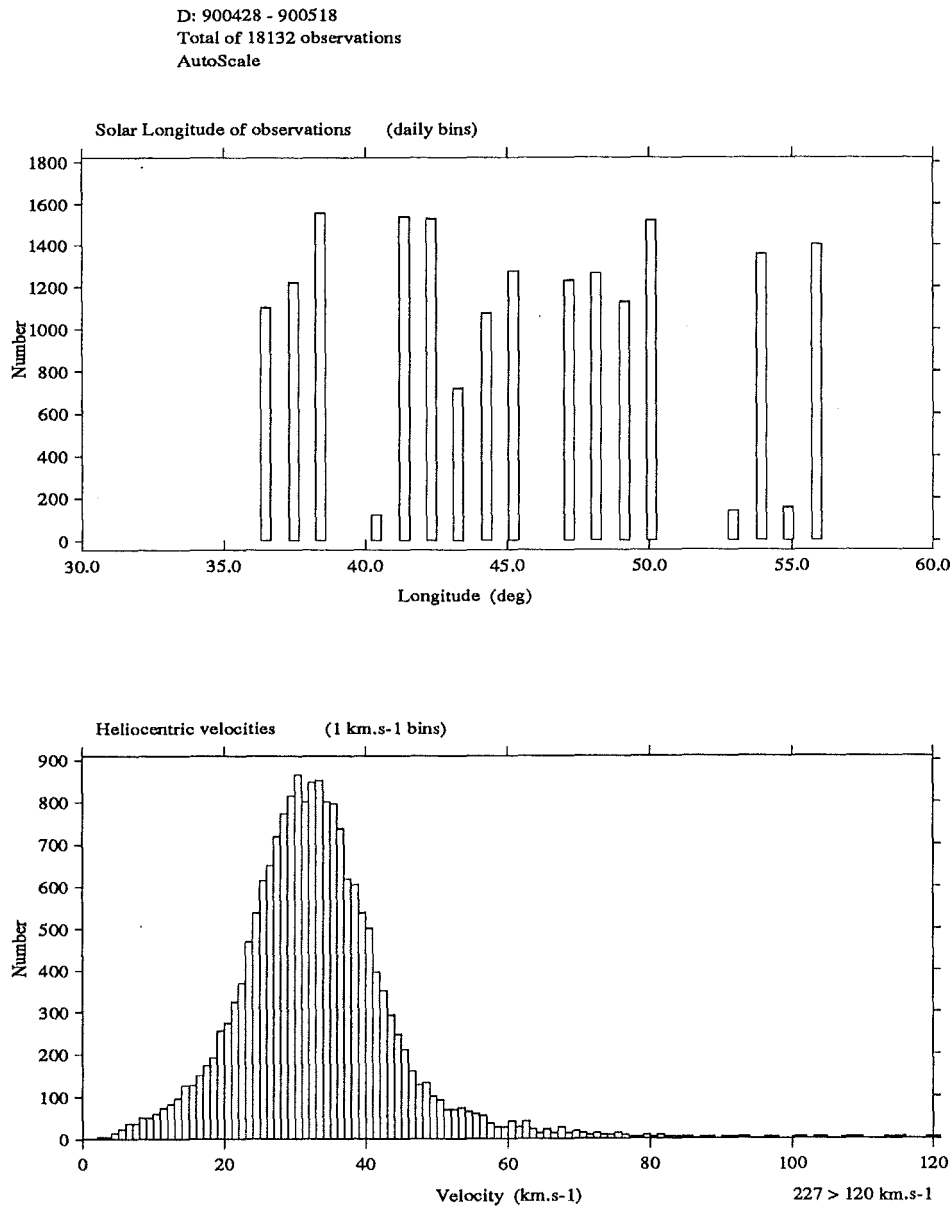 D: 900428 - 900518
Total of 18132 observations
AutoScale
Solar Longitude of observations (daily bins)
1800
1600
1400
1200
1000
800
600
400
200
0
Number
30.0 35.0 40.0 45.0 50.0 55.0 60.0
Longitude (deg)
Heliocentric velocities (1 km.s-1 bins)
900
800
700
600
500
400
300
200
100
0
Number
0 20 40 60 80 100 120
Velocity (km.s-1) 227 > 120 km.s-1